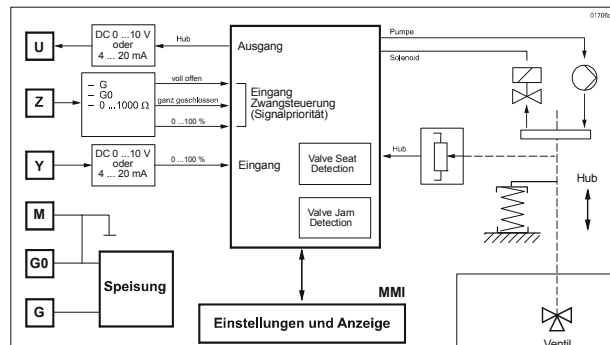 01706
U
DC 0 ...10 V
oder
4 ... 20 mA
Hub
Ausgang
Pumpe
Solenoid
Z
– G
– G0
– 0 ...1000 Ω
voll offen
ganz geschlossen
0 ...100 %
Eingang
Zwangsteuerung
(Signalpriorität)
Y
DC 0 ...10 V
oder
4 ... 20 mA
0 ...100 %
Eingang
Valve Seat
Detection
Valve Jam
Detection
Hub
Hub
M
G0
G
Speisung
MMI
Einstellungen und Anzeige
Ventil